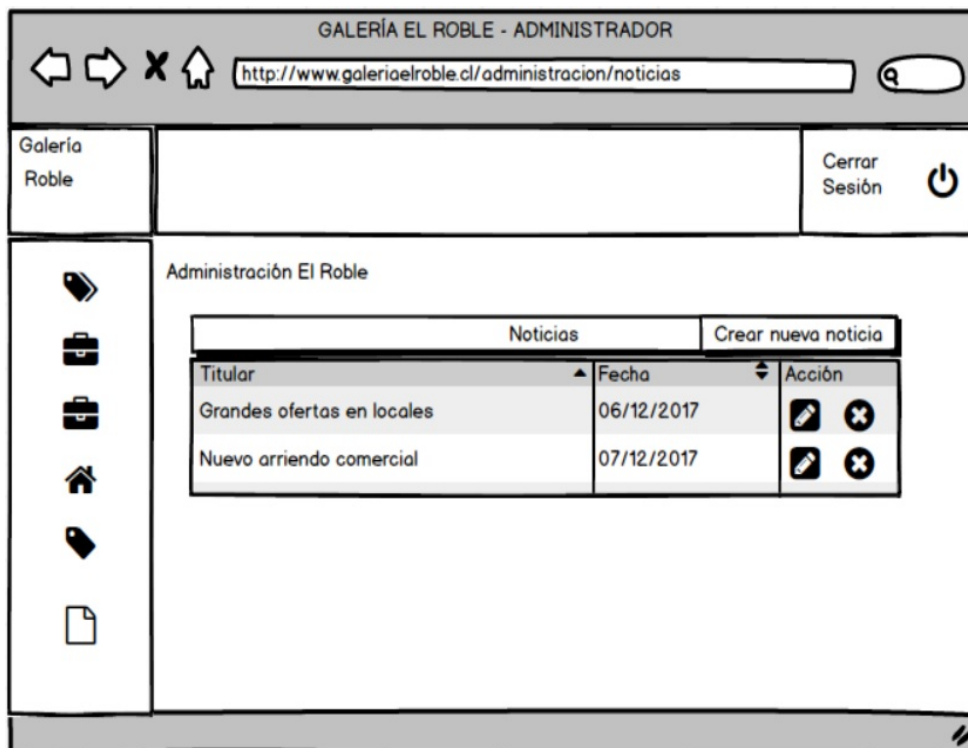 GALERÍA EL ROBLE - ADMINISTRADOR
http://www.galeriaelroble.cl/administracion/noticias
Galería
Roble
Cerrar
Sesión
Administración El Roble
Noticias
Crear nueva noticia
Titular
Fecha
Acción
Grandes ofertas en locales
06/12/2017
Nuevo arriendo comercial
07/12/2017